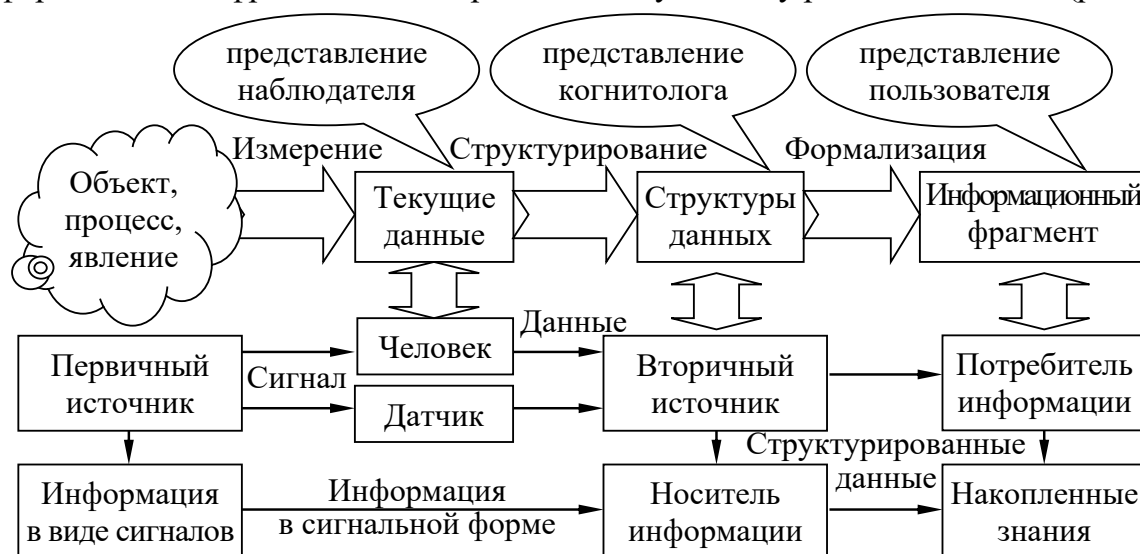 представление
наблюдателя
представление
когнитолога
представление
пользователя
Измерение
Структурирование
Формализация
Объект,
процесс,
явление
Текущие
данные
Структуры
данных
Информационный
фрагмент
Первичный
источник
Сигнал
Человек
Датчик
Данные
Вторичный
источник
Потребитель
информации
Информация
в виде сигналов
Информация
в сигнальной форме
Носитель
информации
Структурированные
данные
Накопленные
знания